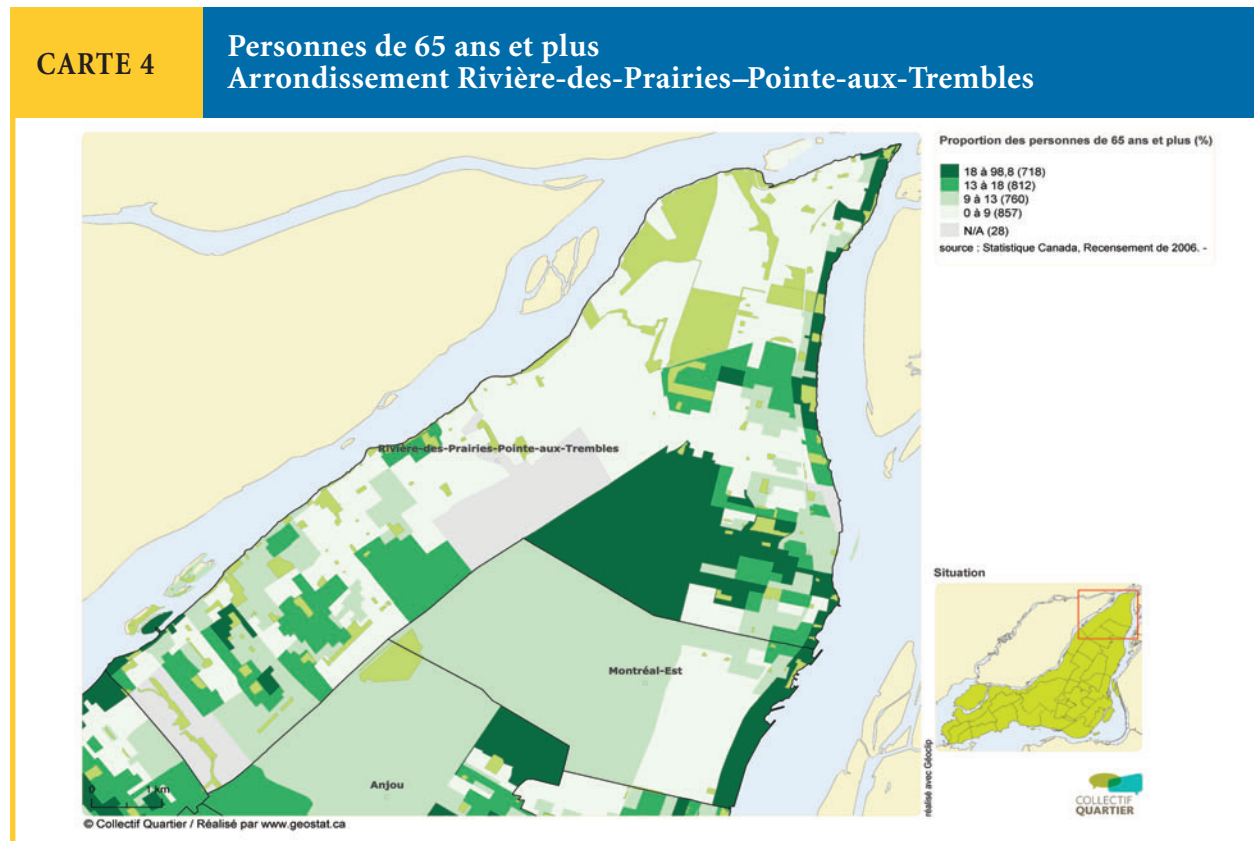 CARTE 4
Personnes de 65 ans et plus
Arrondissement Rivière-des-Prairies–Pointe-aux-Trembles
Proportion des personnes de 65 ans et plus (%)
18 à 98,8 (718)
13 à 18 (812)
9 à 13 (760)
0 à 9 (857)
N/A (28)
source : Statistique Canada, Recensement de 2006. -
Rivière-des-Prairies-Pointe-aux-Trembles
Montréal-Est
Anjou
0 1 km
© Collectif Quartier / Réalisé par www.geostat.ca
Situation
réalisé avec Géoclip
COLLECTIF
QUARTIER